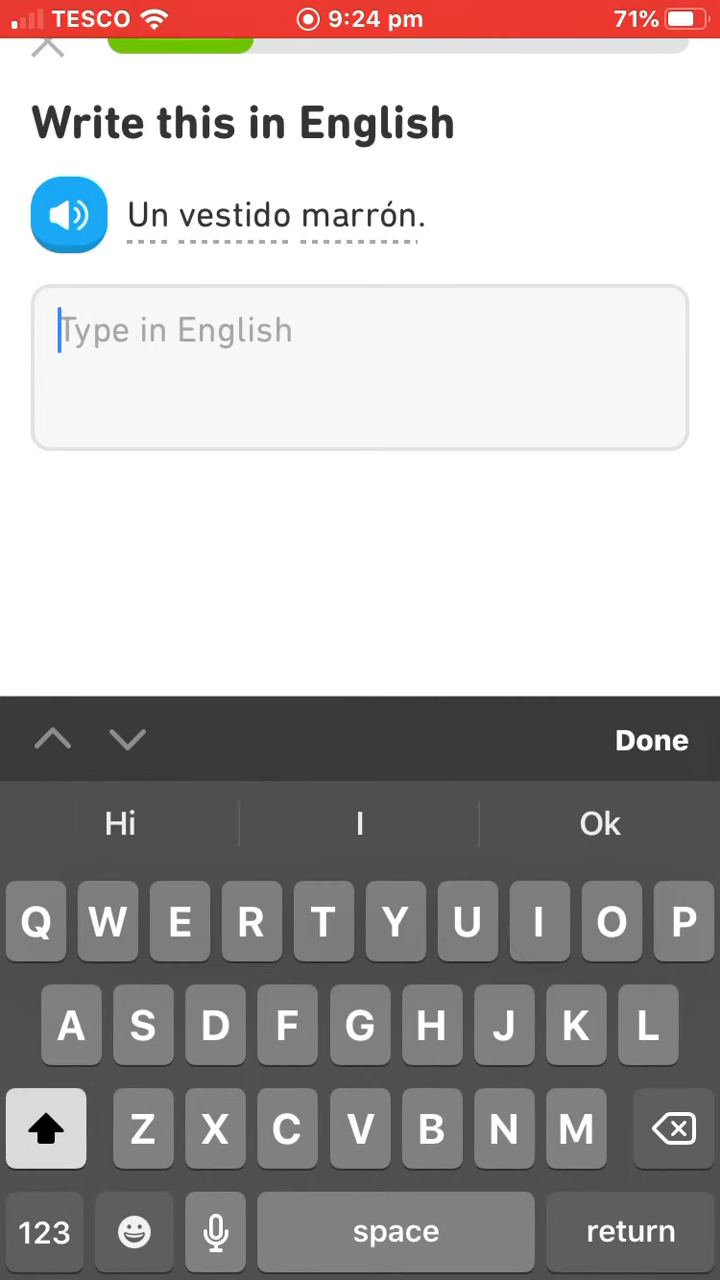 TESCO 9:24 pm 71%
Write this in English
Un vestido marrón.
Type in English
Done
Hi I Ok
Q W E R T Y U I O P
A S D F G H J K L
Z X C V B N M
123 space return